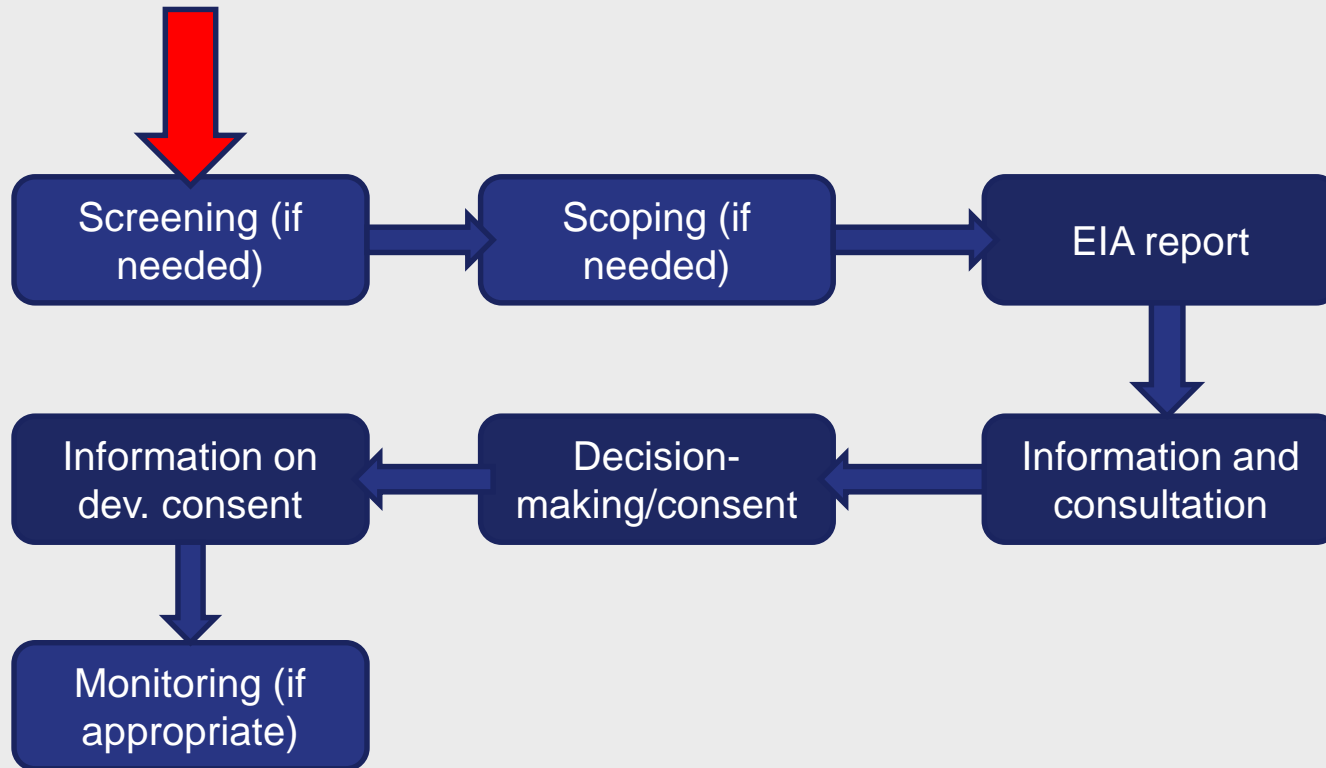 Screening (if
needed)
Scoping (if
needed)
EIA report
Information and
consultation
Decision-
making/consent
Information on
dev. consent
Monitoring (if
appropriate)